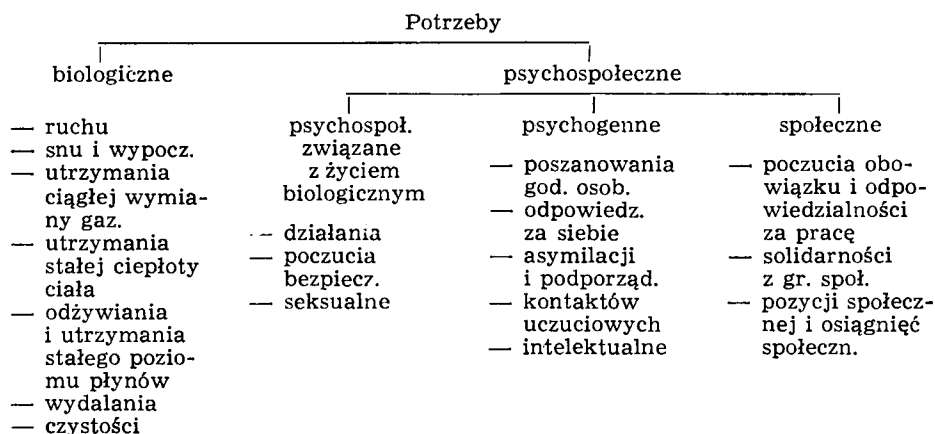 Potrzeby
biologiczne
psychospołeczne
— ruchu
— snu i wypocz.
— utrzymania
ciągłej wymia-
ny gaz.
— utrzymania
stałej ciepłoty
ciała
— odżywiania
i utrzymania
stałego pozio-
mu płynów
— wydalania
— czystości
psychospoł.
związane
z życiem
biologicznym
— działania
— poczucia
bezpiecz.
— seksualne
psychogenne
— poszanowania
god. osob.
— odpowiedz.
za siebie
— asymilacji
i podporząd.
— kontaktów
uczuciowych
— intelektualne
społeczne
— poczucia obo-
wiązku i odpo-
wiedzialności
za pracę
— solidarności
z gr. społ.
— pozycji społecz-
nej i osiągnięć
społeczn.